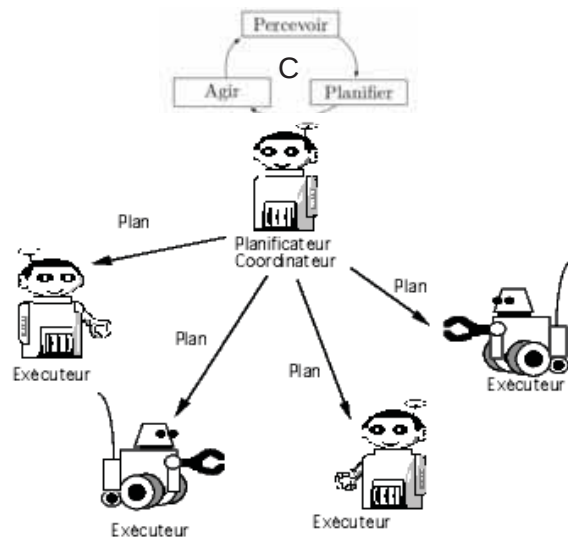 Percevoir
C
Agir
Planifier
Plan
Planificateur
Coordinateur
Plan
Exécuteur
Plan
Plan
Exécuteur
Exécuteur
Exécuteur